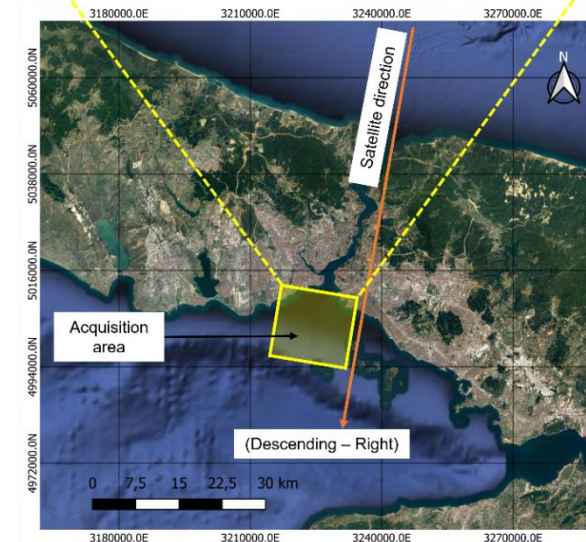 3180000.0E 3210000.0E 3240000.0E 3270000.0E
N
5060000.0N
Satellite direction
5038000.0N
5016000.0N
Acquisition
area
4994000.0N
(Descending – Right)
4972000.0N
0 7,5 15 22,5 30 km
3180000.0E 3210000.0E 3240000.0E 3270000.0E